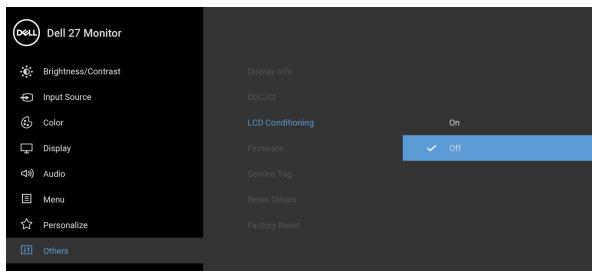 DELL Dell 27 Monitor
Brightness/Contrast
Input Source
Color
Display
Audio
Menu
Personalize
Others
Display Info
DDC/CI
LCD Conditioning
Firmware
Service Tag
Reset Others
Factory Reset
On
Off